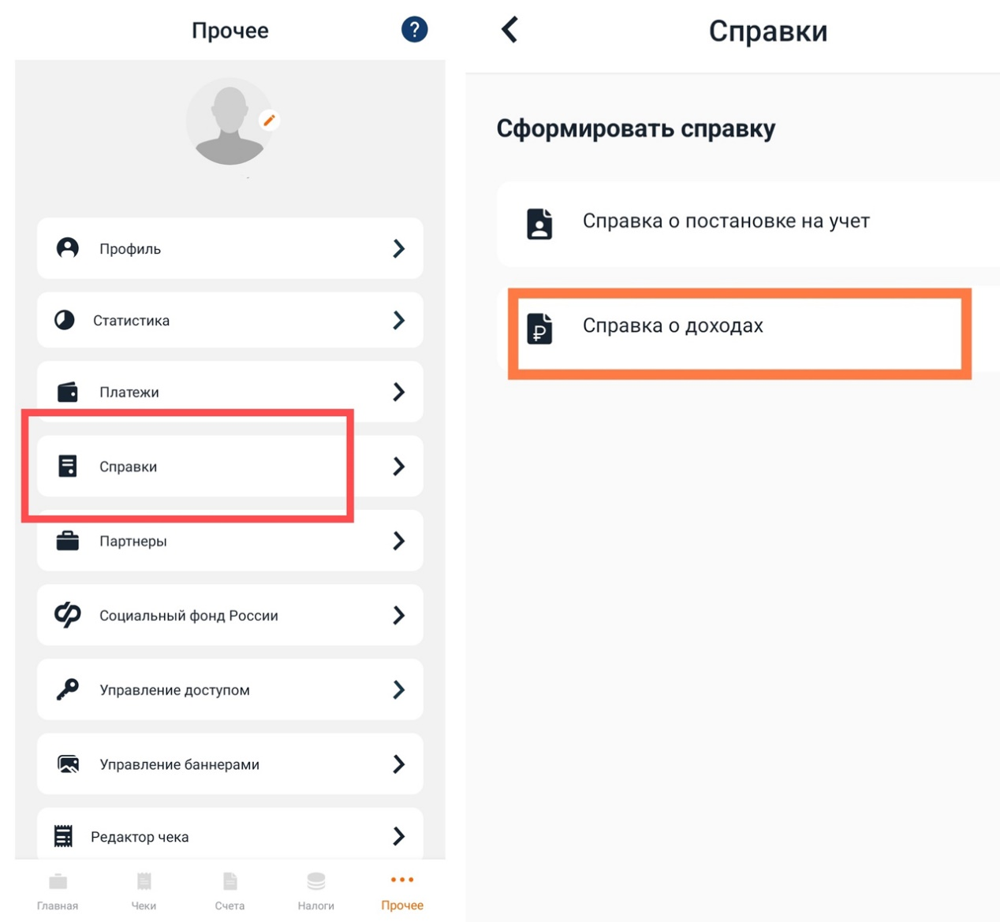 Прочее
?
Профиль
Статистика
Платежи
Справки
Партнеры
Социальный фонд России
Управление доступом
Управление баннерами
Редактор чека
Главная
Чеки
Счета
Налоги
Прочее
Справки
Сформировать справку
Справка о постановке на учет
Справка о доходах